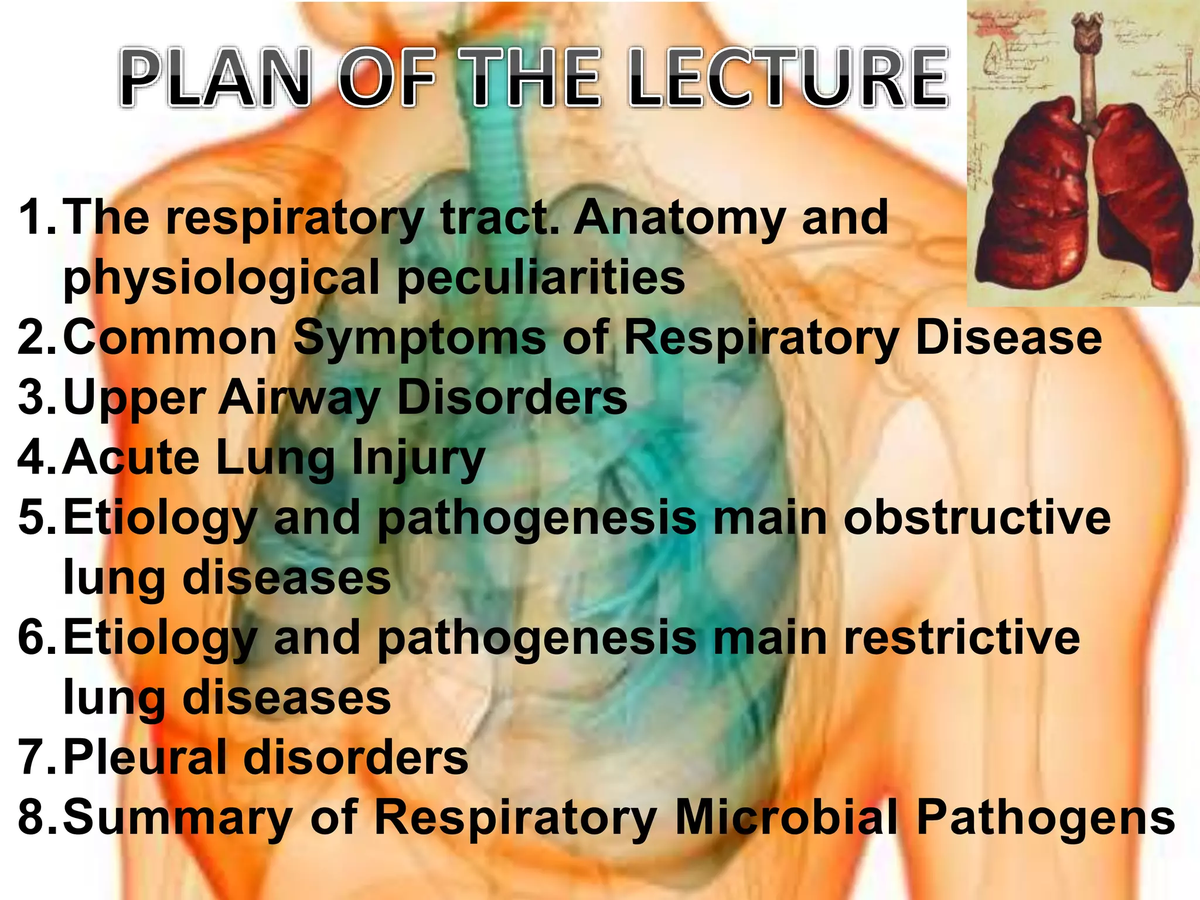 PLAN OF THE LECTURE
1. The respiratory tract. Anatomy and
physiological peculiarities
2. Common Symptoms of Respiratory Disease
3. Upper Airway Disorders
4. Acute Lung Injury
5. Etiology and pathogenesis main obstructive
lung diseases
6. Etiology and pathogenesis main restrictive
lung diseases
7. Pleural disorders
8. Summary of Respiratory Microbial Pathogens